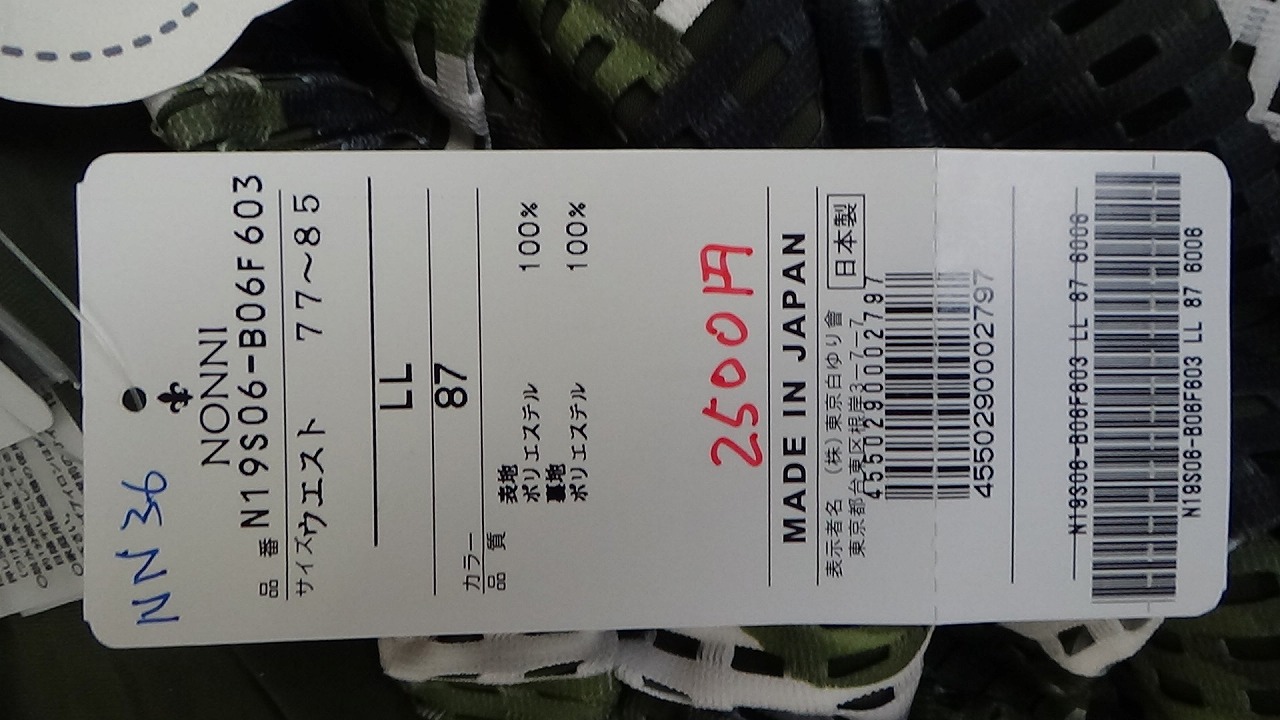 NN 36
NONNI
品 番 N19S06-B06F603
サイズ ウエスト 77～85
LL
87
カラー
品 質
表地
ポリエステル 100%
裏地
ポリエステル 100%
2500円
MADE IN JAPAN
表示者名 (株)東京白ゆり會 日本製
東京都台東区根岸3-7-7
4550290002797
4550290002797
N19S06-B06F603 LL 87 6006
N19S06-B06F603 LL 87 6006